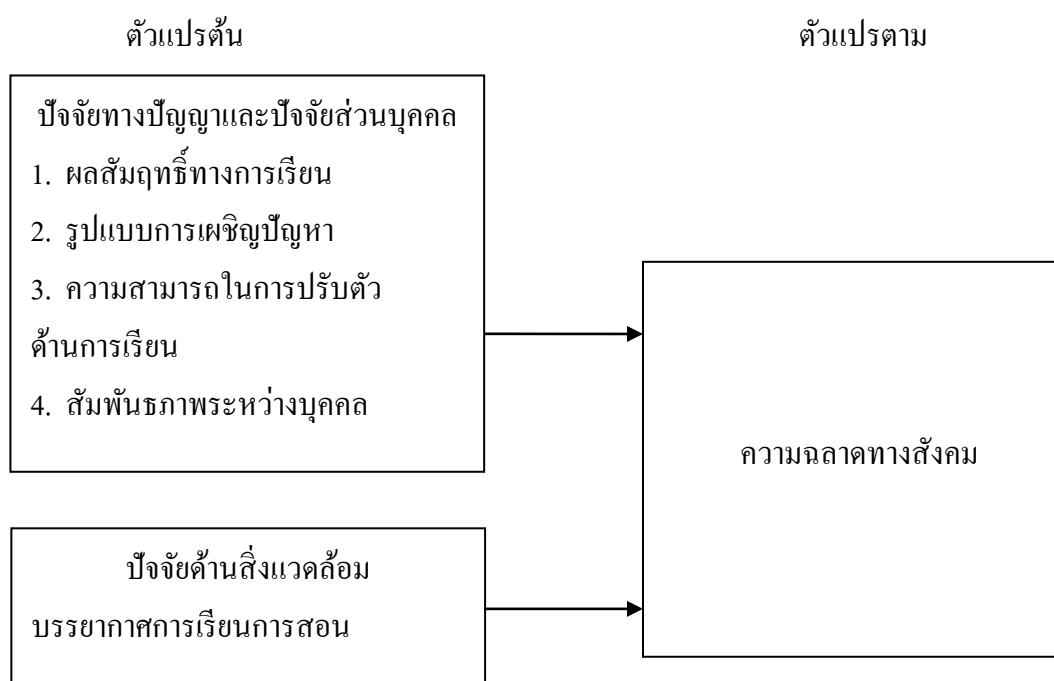 ตัวแปรต้น
ตัวแปรตาม
ปัจจัยทางปัญญาและปัจจัยส่วนบุคคล
1. ผลสัมฤทธิ์ทางการเรียน
2. รูปแบบการเผชิญปัญหา
3. ความสามารถในการปรับตัว
ด้านการเรียน
4. สัมพันธภาพระหว่างบุคคล
ความฉลาดทางสังคม
ปัจจัยด้านสิ่งแวดล้อม
บรรยากาศการเรียนการสอน